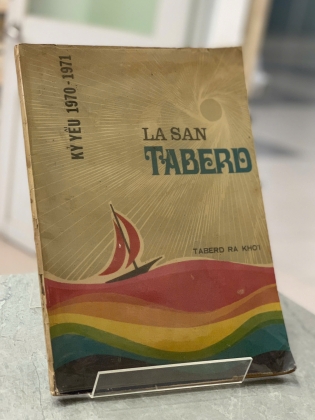 KỶ YẾU 1970-1971
LA SAN
TABERD
TABERD RA KHƠI